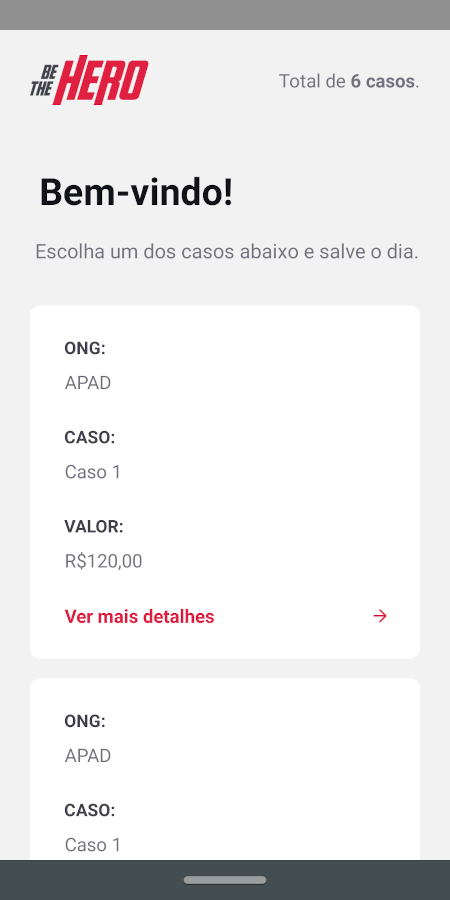 BE
THE HERO
Total de 6 casos.
Bem-vindo!
Escolha um dos casos abaixo e salve o dia.
ONG:
APAD
CASO:
Caso 1
VALOR:
R$120,00
Ver mais detalhes →
ONG:
APAD
CASO:
Caso 1